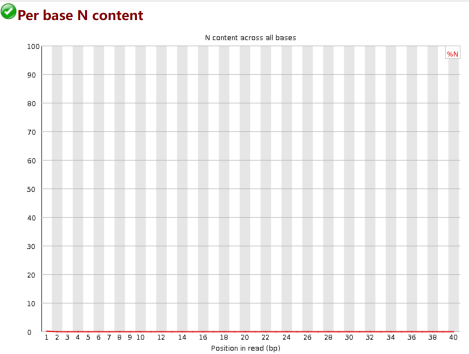 Per base N content
N content across all bases
%N
100
90
80
70
60
50
40
30
20
10
0
1 2 3 4 5 6 7 8 9 10 12 14 16 18 20 22 24 26 28 30 32 34 36 38 40
Position in read (bp)